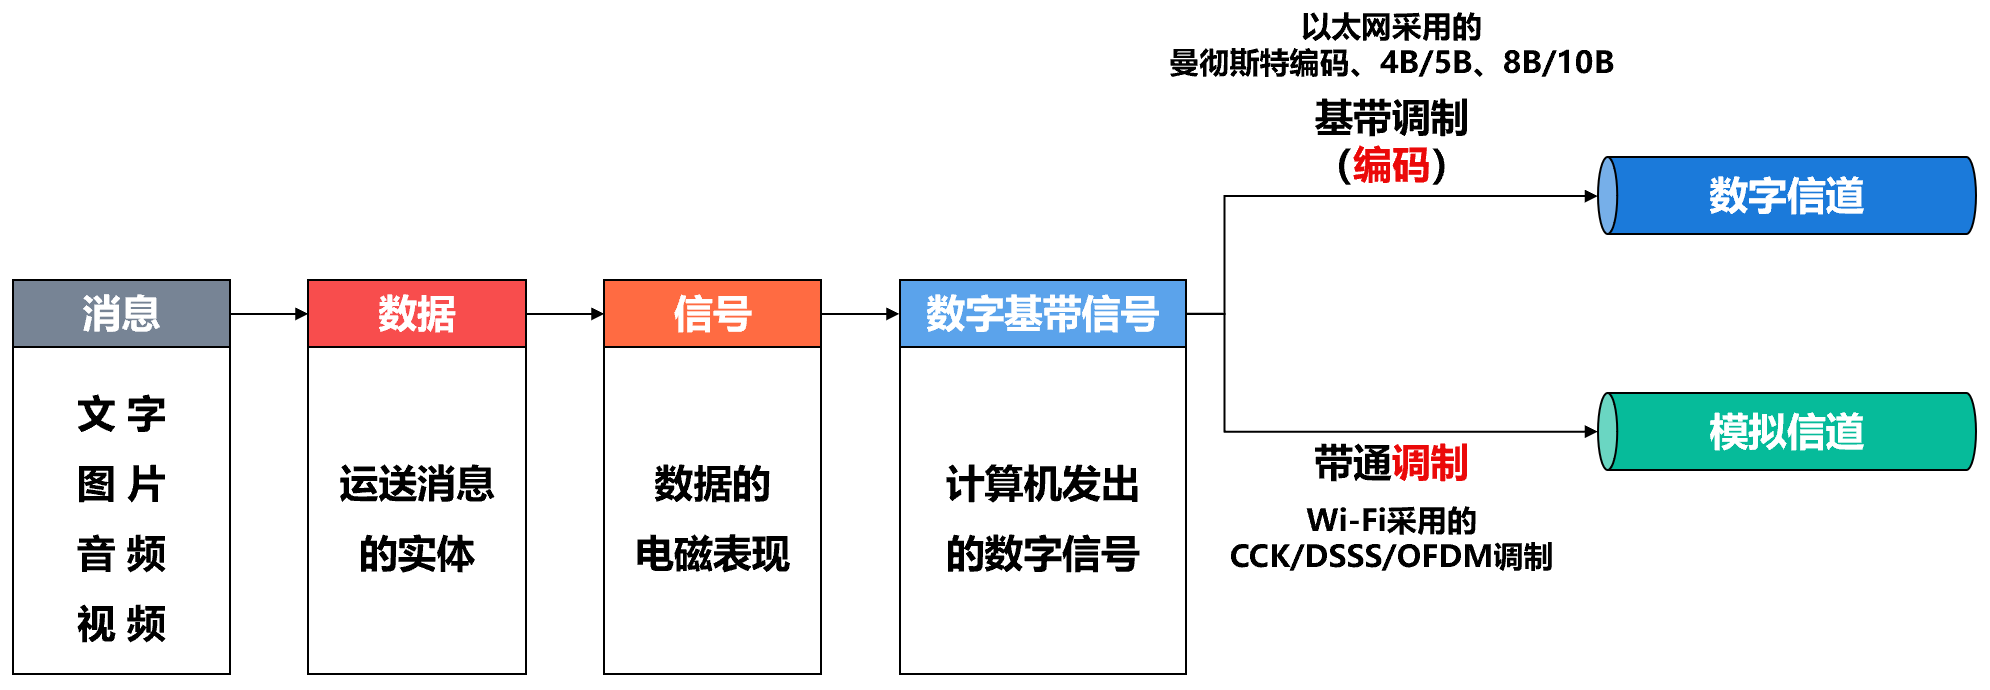 以太网采用的
曼彻斯特编码、4B/5B、8B/10B
基带调制
（编码）
数字信道
消息
数据
信号
数字基带信号
文 字
图 片
音 频
视 频
运送消息
的实体
数据的
电磁表现
计算机发出
的数字信号
模拟信道
带通调制
Wi-Fi采用的
CCK/DSSS/OFDM调制